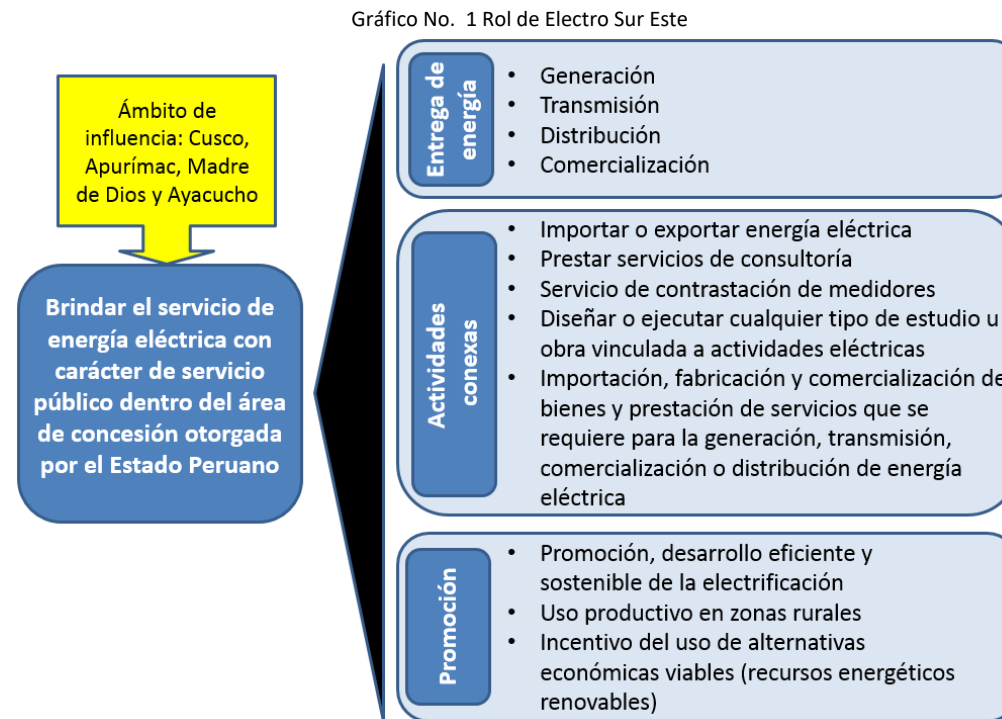 Gráfico No. 1 Rol de Electro Sur Este
Ámbito de
influencia: Cusco,
Apurímac, Madre
de Dios y Ayacucho
Brindar el servicio de
energía eléctrica con
carácter de servicio
público dentro del área
de concesión otorgada
por el Estado Peruano
Entrega de
energía
• Generación
• Transmisión
• Distribución
• Comercialización
Actividades
conexas
• Importar o exportar energía eléctrica
• Prestar servicios de consultoría
• Servicio de contrastación de medidores
• Diseñar o ejecutar cualquier tipo de estudio u
obra vinculada a actividades eléctricas
• Importación, fabricación y comercialización de
bienes y prestación de servicios que se
requiere para la generación, transmisión,
comercialización o distribución de energía
eléctrica
Promoción
• Promoción, desarrollo eficiente y
sostenible de la electrificación
• Uso productivo en zonas rurales
• Incentivo del uso de alternativas
económicas viables (recursos energéticos
renovables)